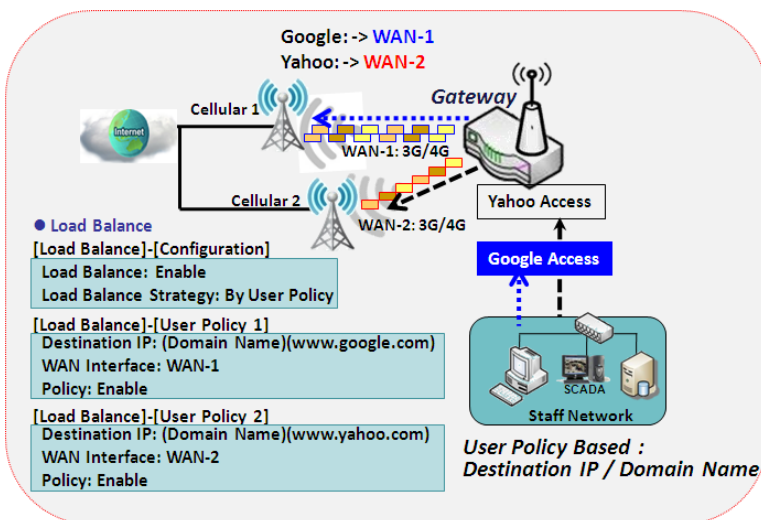 Google: -> WAN-1
Yahoo: -> WAN-2
Gateway
Cellular 1
Internet
WAN-1: 3G/4G
Cellular 2
WAN-2: 3G/4G
Yahoo Access
Google Access
● Load Balance
[Load Balance]-[Configuration]
Load Balance: Enable
Load Balance Strategy: By User Policy
[Load Balance]-[User Policy 1]
Destination IP: (Domain Name)(www.google.com)
WAN Interface: WAN-1
Policy: Enable
[Load Balance]-[User Policy 2]
Destination IP: (Domain Name)(www.yahoo.com)
WAN Interface: WAN-2
Policy: Enable
SCADA
Staff Network
User Policy Based :
Destination IP / Domain Name